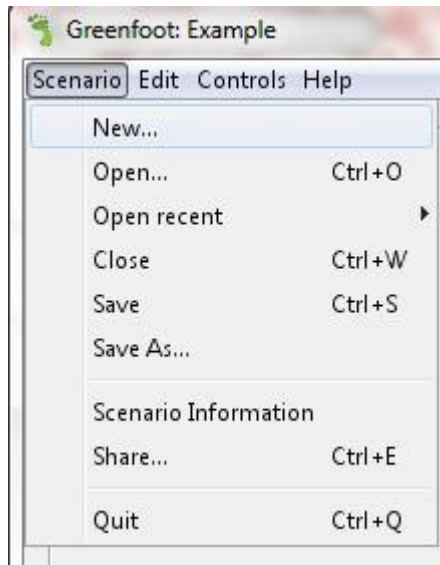 Greenfoot: Example
Scenario Edit Controls Help
New...
Open... Ctrl+O
Open recent
Close Ctrl+W
Save Ctrl+S
Save As...
Scenario Information
Share... Ctrl+E
Quit Ctrl+Q